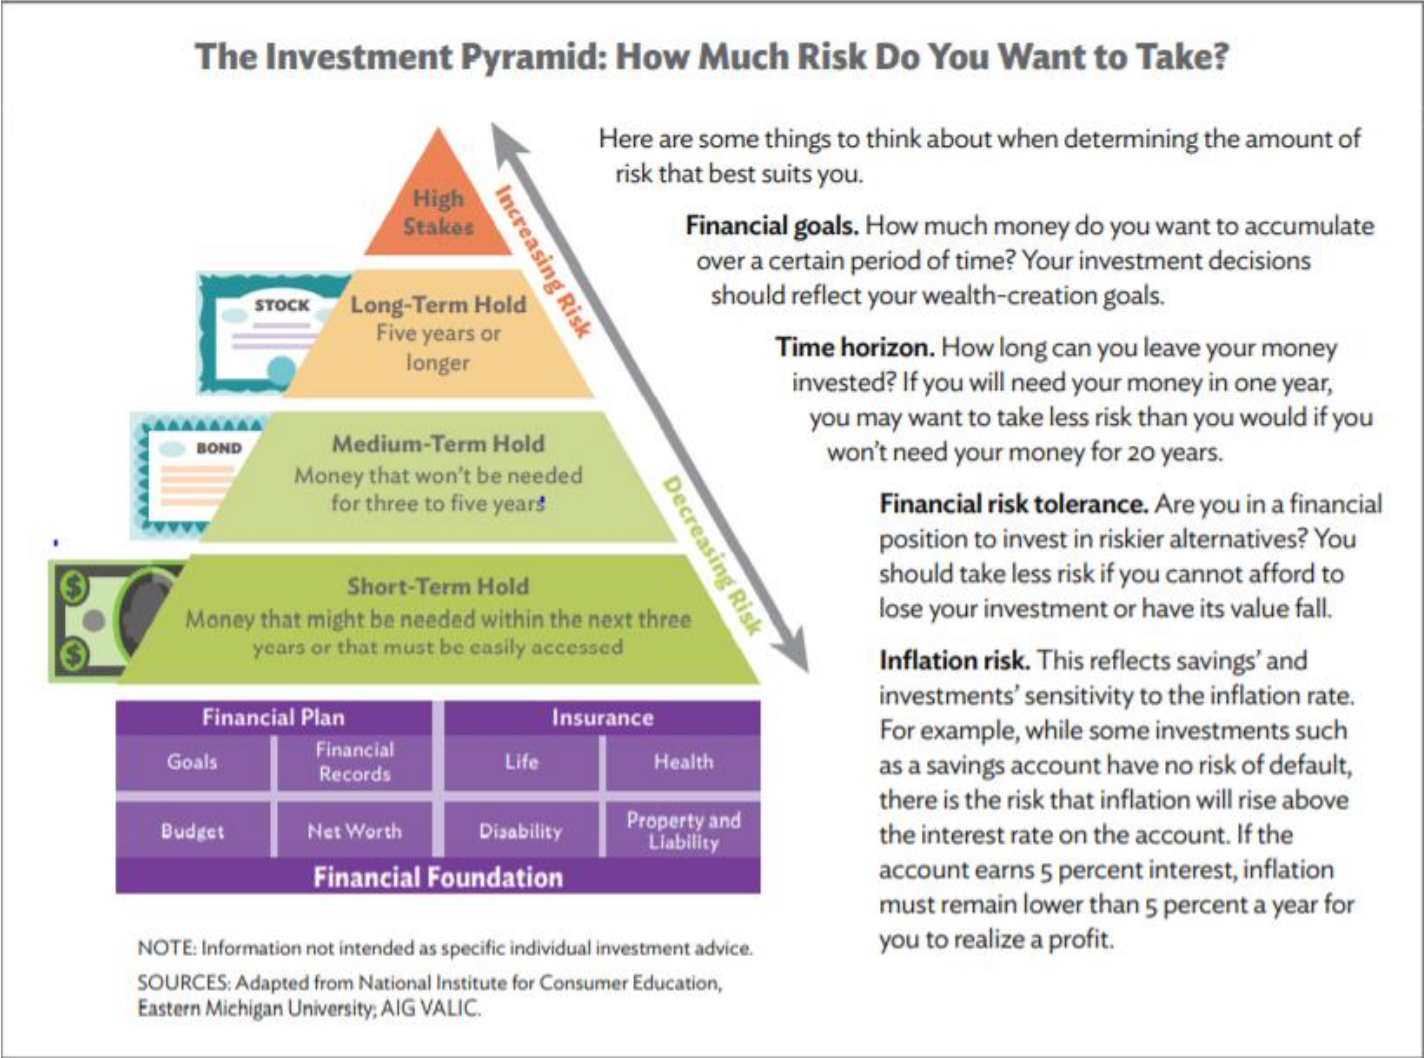 The Investment Pyramid: How Much Risk Do You Want to Take?
High
Stakes
STOCK
Long-Term Hold
Five years or
longer
BOND
Medium-Term Hold
Money that won't be needed
for three to five years
Short-Term Hold
Money that might be needed within the next three
years or that must be easily accessed
Increasing Risk
Decreasing Risk
$
$
Financial Plan
Insurance
Goals
Financial
Records
Life
Health
Budget
Net Worth
Disability
Property and
Liability
Financial Foundation
NOTE: Information not intended as specific individual investment advice.
SOURCES: Adapted from National Institute for Consumer Education,
Eastern Michigan University; AIG VALIC.
Here are some things to think about when determining the amount of
risk that best suits you.
Financial goals. How much money do you want to accumulate
over a certain period of time? Your investment decisions
should reflect your wealth-creation goals.
Time horizon. How long can you leave your money
invested? If you will need your money in one year,
you may want to take less risk than you would if you
won't need your money for 20 years.
Financial risk tolerance. Are you in a financial
position to invest in riskier alternatives? You
should take less risk if you cannot afford to
lose your investment or have its value fall.
Inflation risk. This reflects savings' and
investments' sensitivity to the inflation rate.
For example, while some investments such
as a savings account have no risk of default,
there is the risk that inflation will rise above
the interest rate on the account. If the
account earns 5 percent interest, inflation
must remain lower than 5 percent a year for
you to realize a profit.